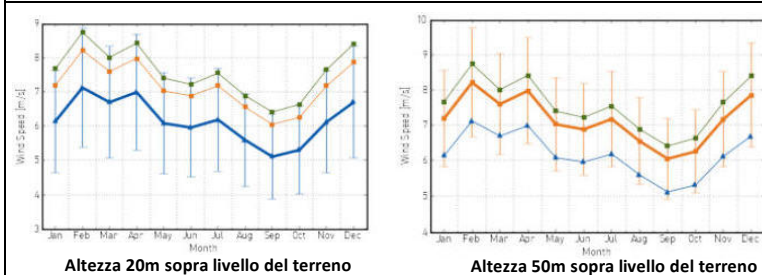 9
8
7
6
5
4
3
Wind Speed [m/s]
Jan Feb Mar Apr May Jun Jul Aug Sep Oct Nov Dec
Month
Altezza 20m sopra livello del terreno
10
9
8
7
6
5
4
Wind Speed [m/s]
Jan Feb Mar Apr May Jun Jul Aug Sep Oct Nov Dec
Month
Altezza 50m sopra livello del terreno